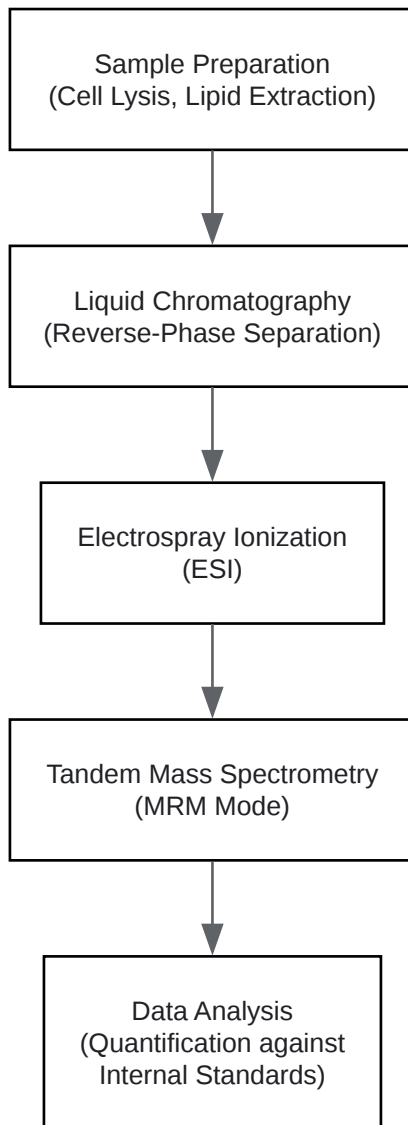 Sample Preparation
(Cell Lysis, Lipid Extraction)
Liquid Chromatography
(Reverse-Phase Separation)
Electrospray Ionization
(ESI)
Tandem Mass Spectrometry
(MRM Mode)
Data Analysis
(Quantification against
Internal Standards)